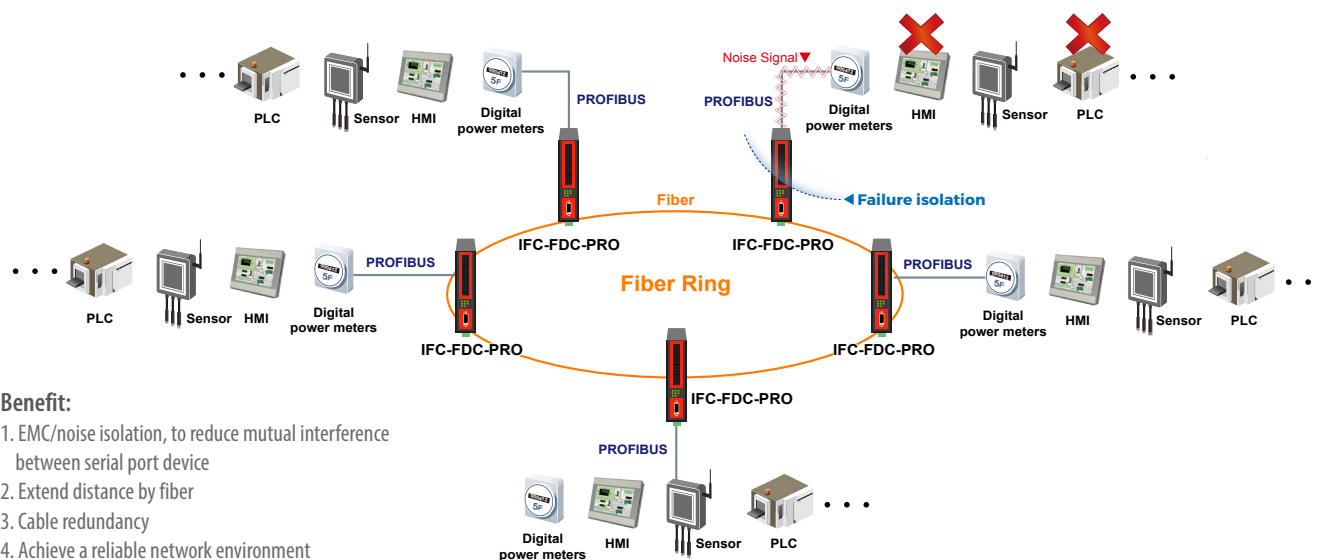 Noise Signal▼
PROFIBUS
PROFIBUS
PLC
Sensor
HMI
Digital
power meters
Digital
power meters
HMI
Sensor
PLC
Failure isolation
Fiber
IFC-FDC-PRO
IFC-FDC-PRO
PROFIBUS
PROFIBUS
Fiber Ring
PLC
Sensor
HMI
Digital
power meters
Digital
power meters
HMI
Sensor
PLC
IFC-FDC-PRO
IFC-FDC-PRO
IFC-FDC-PRO
PROFIBUS
Digital
power meters
HMI
Sensor
PLC
Benefit:
1. EMC/noise isolation, to reduce mutual interference
between serial port device
2. Extend distance by fiber
3. Cable redundancy
4. Achieve a reliable network environment